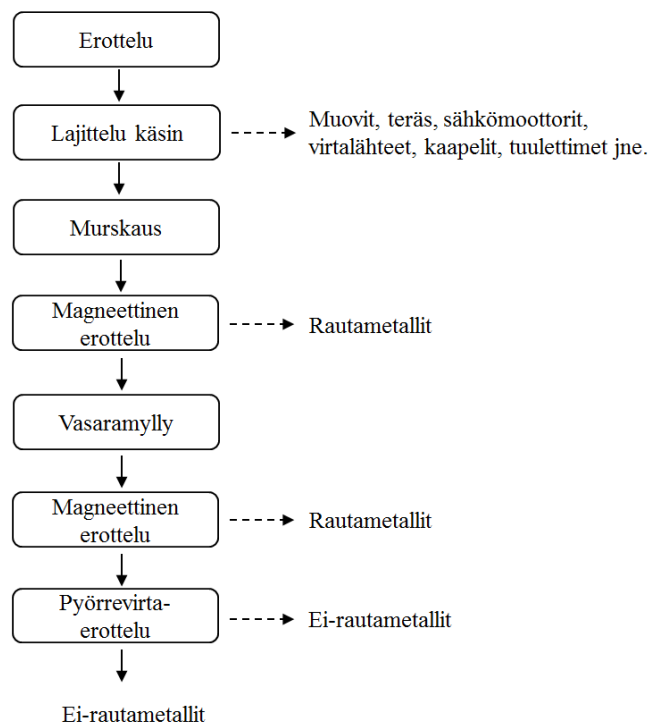 Erottelu
Lajittelu käsin
Muovit, teräs, sähkömoottorit,
virtalähteet, kaapelit, tuulettimet jne.
Murskaus
Magneettinen
erottelu
Rautametallit
Vasaramylly
Magneettinen
erottelu
Rautametallit
Pyörrevirta-
erottelu
Ei-rautametallit
Ei-rautametallit